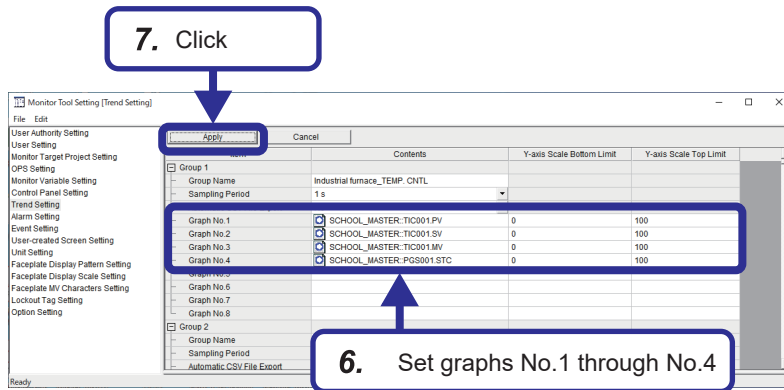 7. Click
Monitor Tool Setting [Trend Setting]
File Edit
User Authority Setting
User Setting
Monitor Target Project Setting
OPS Setting
Monitor Variable Setting
Control Panel Setting
Trend Setting
Alarm Setting
Event Setting
User-created Screen Setting
Unit Setting
Faceplate Display Pattern Setting
Faceplate Display Scale Setting
Faceplate MV Characters Setting
Lockout Tag Setting
Option Setting
Apply Cancel
Contents Y-axis Scale Bottom Limit Y-axis Scale Top Limit
Group 1
Group Name Industrial furnace_TEMP. CNTL
Sampling Period 1 s
Graph No.1 SCHOOL_MASTER::TIC001.PV 0 100
Graph No.2 SCHOOL_MASTER::TIC001.SV 0 100
Graph No.3 SCHOOL_MASTER::TIC001.MV 0 100
Graph No.4 SCHOOL_MASTER::PGS001.STC 0 100
Graph No.5
Graph No.6
Graph No.7
Graph No.8
Group 2
Group Name
Sampling Period
Automatic CSV File Export
6. Set graphs No.1 through No.4
Ready